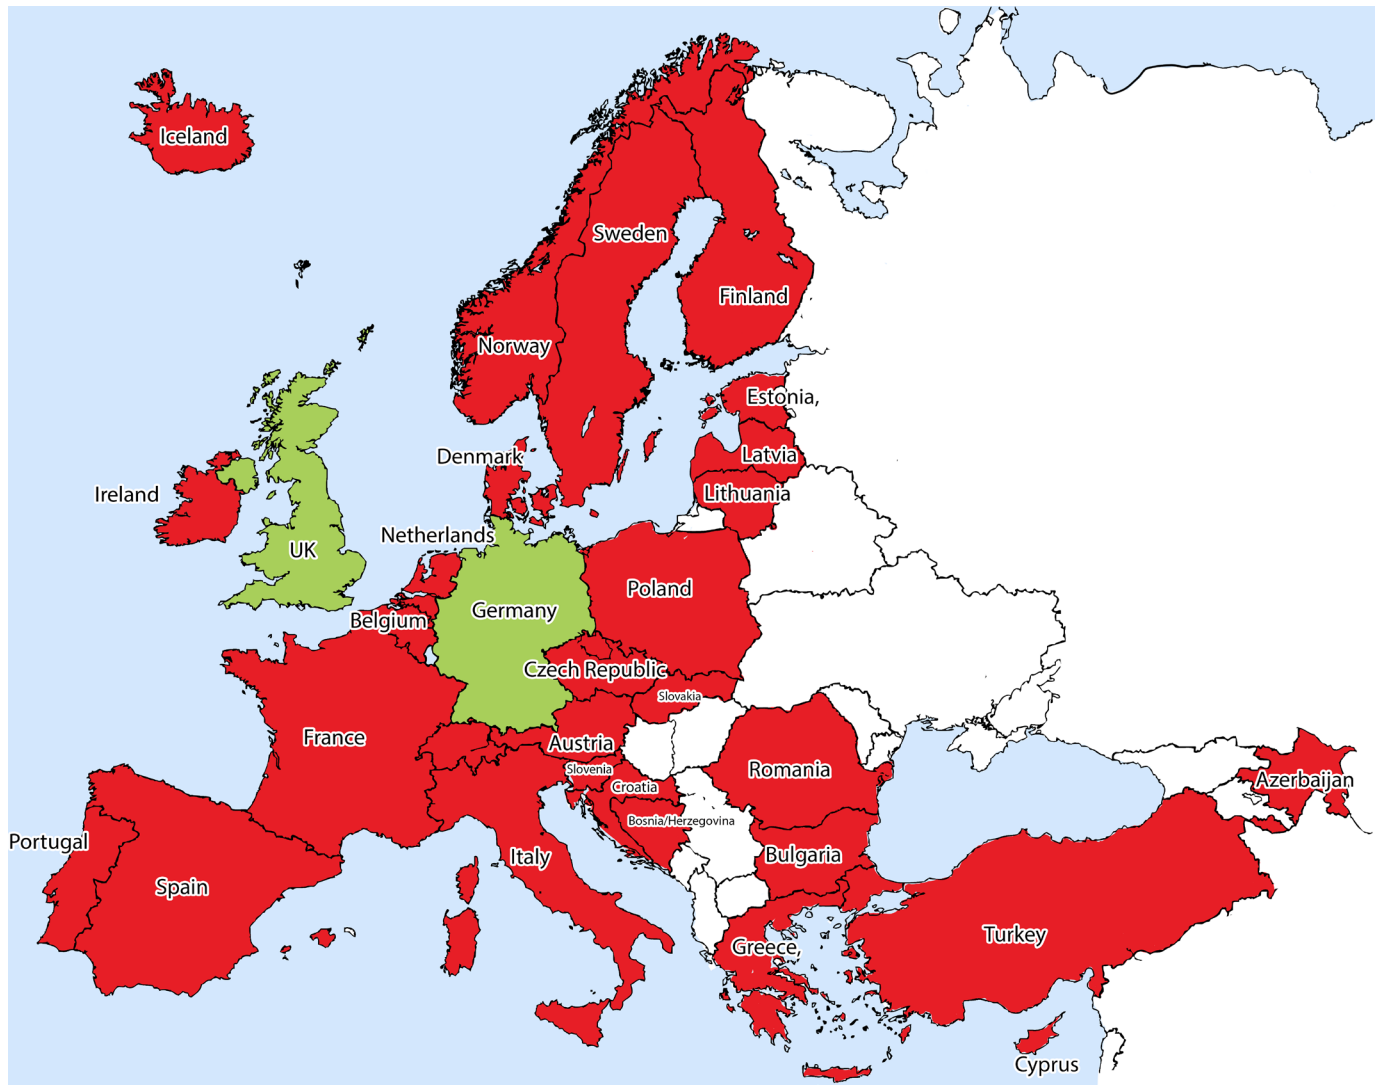 Iceland
Sweden
Finland
Norway
Estonia,
Denmark
Latvia
Ireland
Lithuania
Netherlands
UK
Poland
Germany
Belgium
Czech Republic
Slovakia
France
Austria
Slovenia
Romania
Azerbaijan
Croatia
Bosnia/Herzegovina
Portugal
Italy
Bulgaria
Spain
Turkey
Greece,
Cyprus